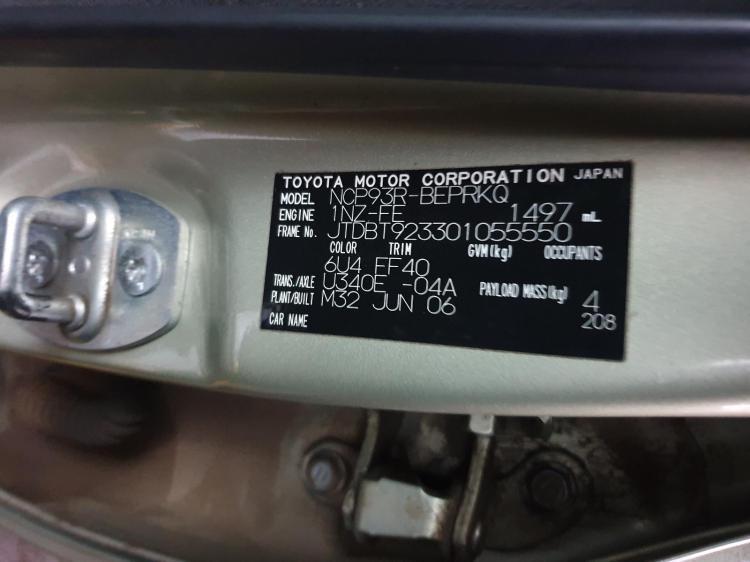 TOYOTA MOTOR CORPORATION JAPAN
MODEL NCP93R-BEPRKQ
ENGINE 1NZ-FE 1497 mL
FRAME No. JTDBT923301055550
COLOR TRIM GVM(kg) OCCUPANTS
6U4 FF40
TRANS./AXLE U340E -04A PAYLOAD MASS(kg) 4
PLANT/BUILT M32 JUN 06 208
CAR NAME